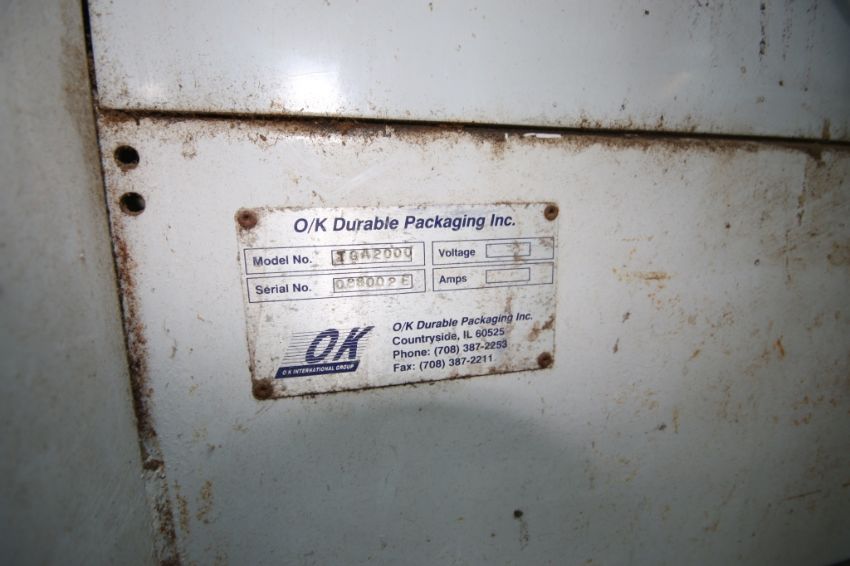 O/K Durable Packaging Inc.
Model No. TGA2000
Voltage
Serial No.
Amps
OK
O K INTERNATIONAL GROUP
O/K Durable Packaging Inc.
Countryside, IL 60525
Phone: (708) 387-2253
Fax: (708) 387-2211